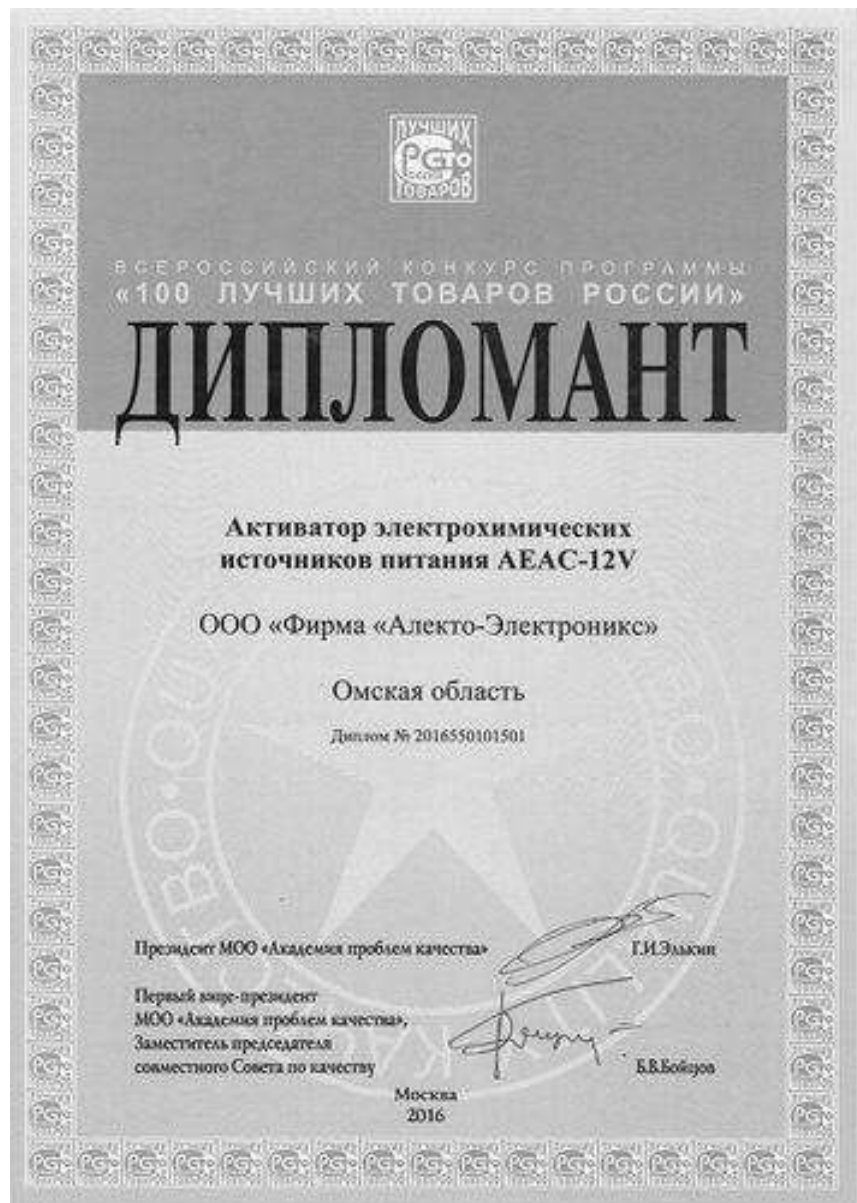 ЛУЧШИХ
СТО
ТОВАРОВ
ВСЕРОССИЙСКИЙ КОНКУРС ПРОГРАММЫ
«100 ЛУЧШИХ ТОВАРОВ РОССИИ»
ДИПЛОМАНТ
Активатор электрохимических
источников питания AEAC-12V
ООО «Фирма «Алекто-Электроникс»
Омская область
Диплом № 2016550101501
Президент МОО «Академия проблем качества» Г.И.Элькин
Первый вице-президент
МОО «Академия проблем качества»,
Заместитель председателя
совместного Совета по качеству Б.В.Бойцов
Москва
2016